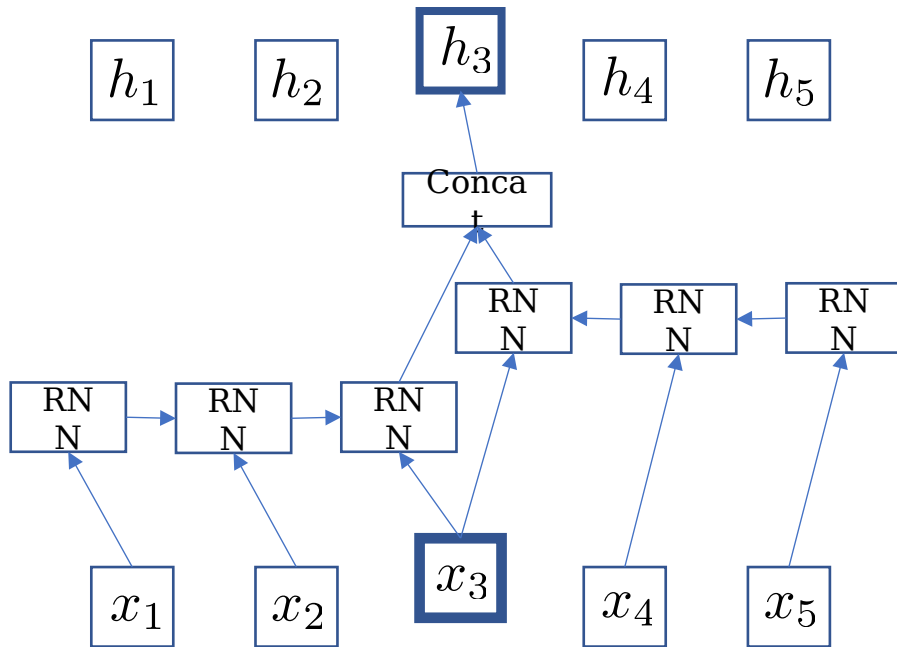 h₁ h₂ h₃ h₄ h₅
Conca
t
RN
N
RN
N
RN
N
RN
N
RN
N
RN
N
x₁ x₂ x₃ x₄ x₅